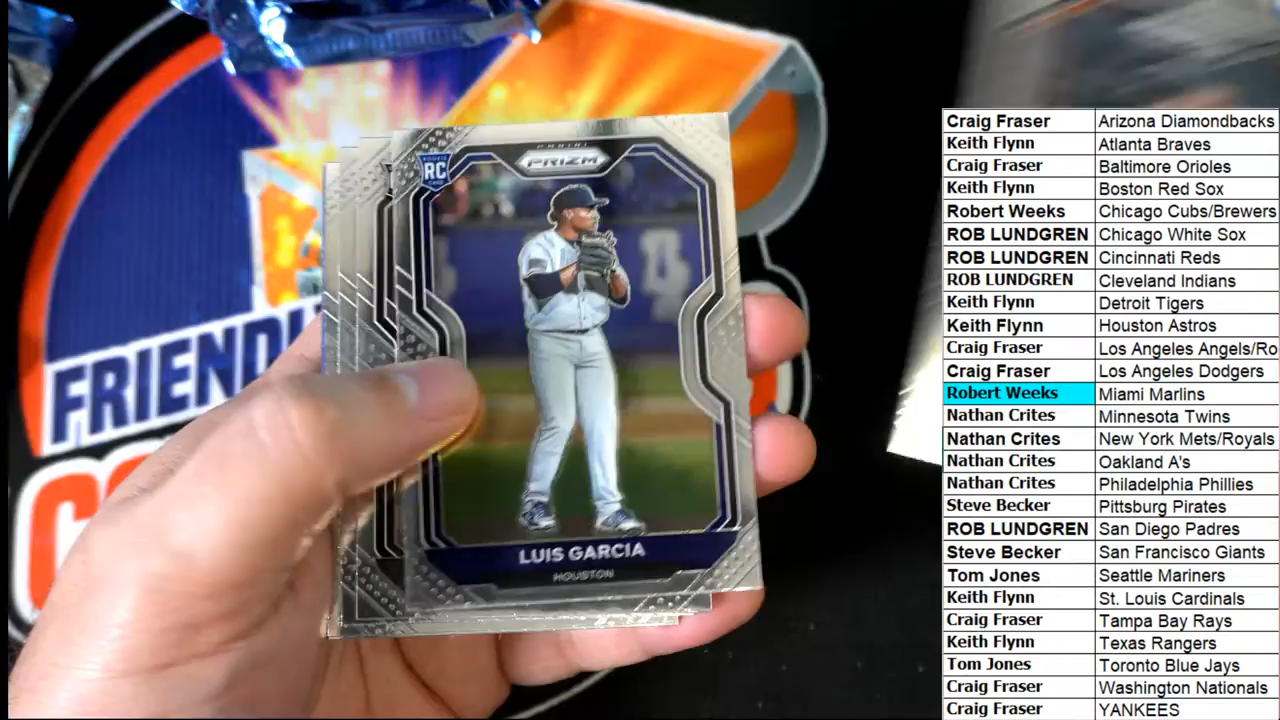 FRIENDL
CO
PANINI
PRIZM
ROOKIE
RC
CARD
LUIS GARCIA
HOUSTON
Craig Fraser Arizona Diamondbacks
Keith Flynn Atlanta Braves
Craig Fraser Baltimore Orioles
Keith Flynn Boston Red Sox
Robert Weeks Chicago Cubs/Brewers
ROB LUNDGREN Chicago White Sox
ROB LUNDGREN Cincinnati Reds
ROB LUNDGREN Cleveland Indians
Keith Flynn Detroit Tigers
Keith Flynn Houston Astros
Craig Fraser Los Angeles Angels/Ro
Craig Fraser Los Angeles Dodgers
Robert Weeks Miami Marlins
Nathan Crites Minnesota Twins
Nathan Crites New York Mets/Royals
Nathan Crites Oakland A's
Nathan Crites Philadelphia Phillies
Steve Becker Pittsburg Pirates
ROB LUNDGREN San Diego Padres
Steve Becker San Francisco Giants
Tom Jones Seattle Mariners
Keith Flynn St. Louis Cardinals
Craig Fraser Tampa Bay Rays
Keith Flynn Texas Rangers
Tom Jones Toronto Blue Jays
Craig Fraser Washington Nationals
Craig Fraser YANKEES